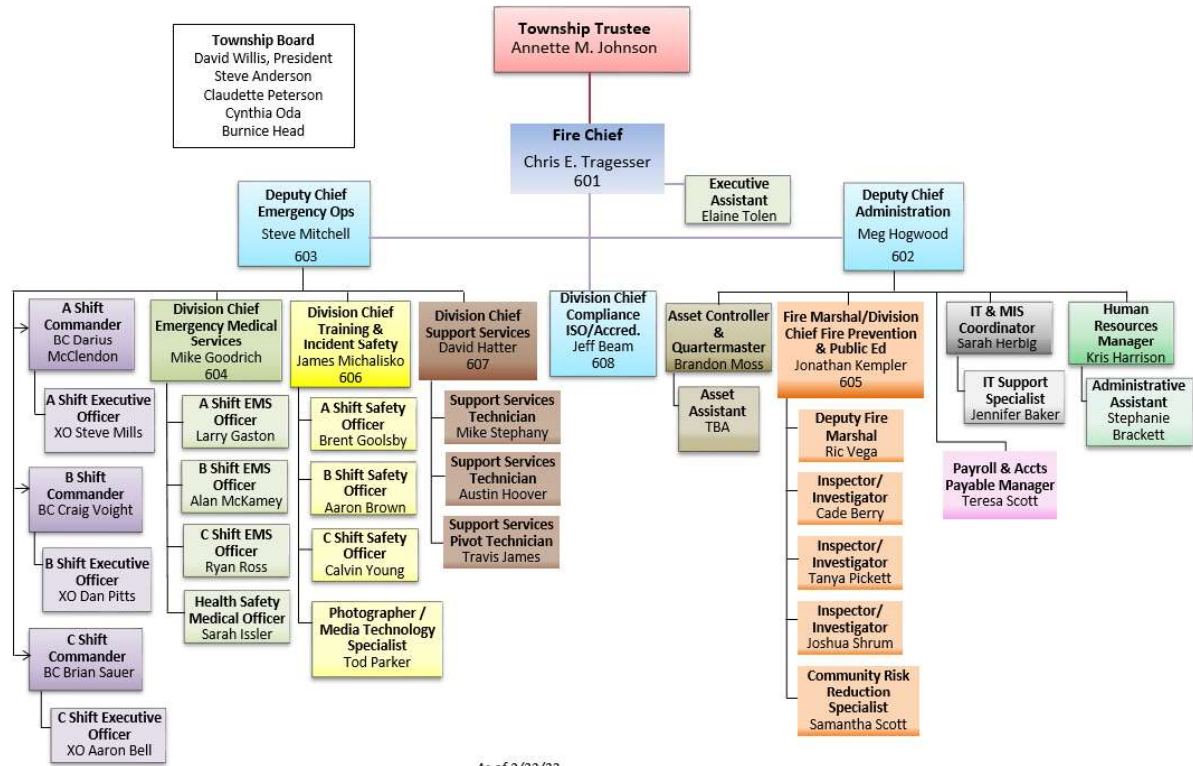 Township Board
David Willis, President
Steve Anderson
Claudette Peterson
Cynthia Oda
Burnice Head
Township Trustee
Annette M. Johnson
Fire Chief
Chris E. Tragesser
601
Executive
Assistant
Elaine Tolen
Deputy Chief
Emergency Ops
Steve Mitchell
603
Deputy Chief
Administration
Meg Hogwood
602
A Shift
Commander
BC Darius
McClendon
A Shift Executive
Officer
XO Steve Mills
B Shift
Commander
BC Craig Voight
B Shift Executive
Officer
XO Dan Pitts
C Shift
Commander
BC Brian Sauer
C Shift Executive
Officer
XO Aaron Bell
Division Chief
Emergency Medical
Services
Mike Goodrich
604
A Shift EMS
Officer
Larry Gaston
B Shift EMS
Officer
Alan McKamey
C Shift EMS
Officer
Ryan Ross
Health Safety
Medical Officer
Sarah Issler
Division Chief
Training &
Incident Safety
James Michalisko
606
A Shift Safety
Officer
Brent Goolsby
B Shift Safety
Officer
Aaron Brown
C Shift Safety
Officer
Calvin Young
Photographer /
Media Technology
Specialist
Tod Parker
Division Chief
Support Services
David Hatter
607
Support Services
Technician
Mike Stephany
Support Services
Technician
Austin Hoover
Support Services
Pivot Technician
Travis James
Division Chief
Compliance
ISO/Accred.
Jeff Beam
608
Asset Controller
&
Quartermaster
Brandon Moss
Asset
Assistant
TBA
Fire Marshal/Division
Chief Fire Prevention
& Public Ed
Jonathan Kempler
605
Deputy Fire
Marshal
Ric Vega
Inspector/
Investigator
Cade Berry
Inspector/
Investigator
Tanya Pickett
Inspector/
Investigator
Joshua Shrum
Community Risk
Reduction
Specialist
Samantha Scott
IT & MIS
Coordinator
Sarah Herbig
IT Support
Specialist
Jennifer Baker
Payroll & Accts
Payable Manager
Teresa Scott
Human
Resources
Manager
Kris Harrison
Administrative
Assistant
Stephanie
Brackett
As of